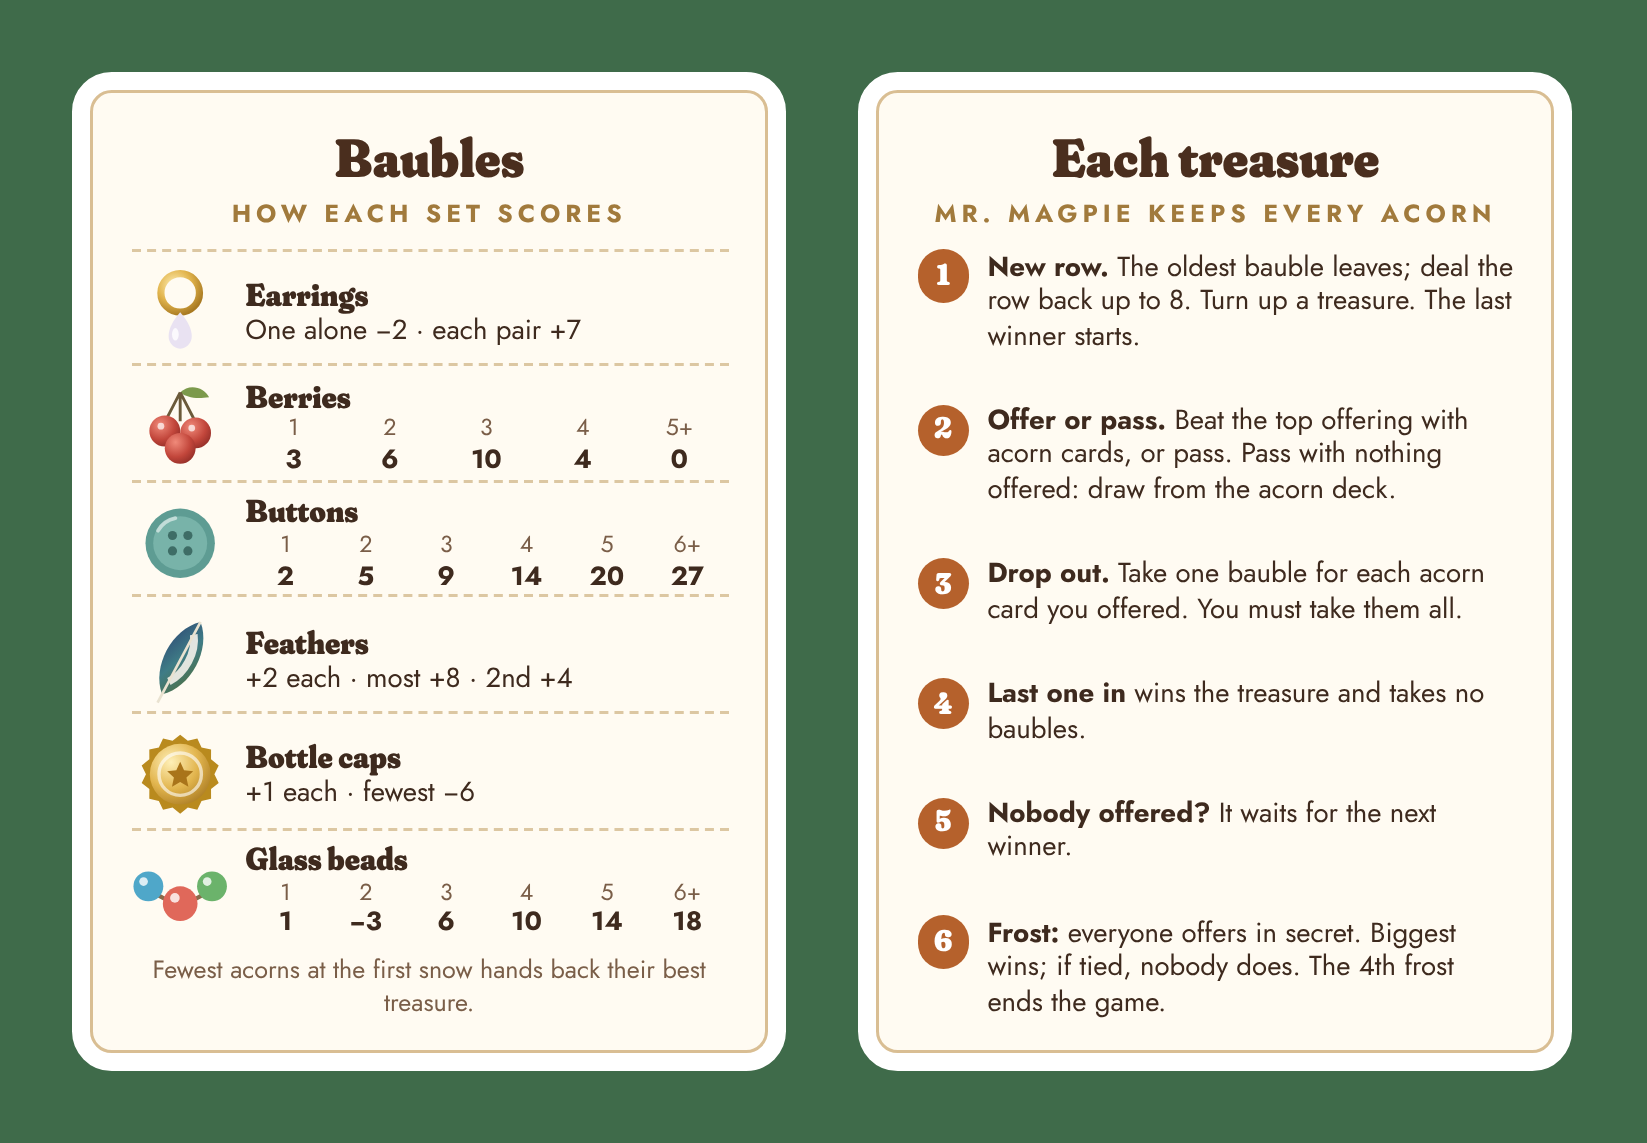 Baubles
HOW EACH SET SCORES
Earrings
One alone −2 · each pair +7
Berries
1 2 3 4 5+
3 6 10 4 0
Buttons
1 2 3 4 5 6+
2 5 9 14 20 27
Feathers
+2 each · most +8 · 2nd +4
Bottle caps
+1 each · fewest −6
Glass beads
1 2 3 4 5 6+
1 −3 6 10 14 18
Fewest acorns at the first snow hands back their best
treasure.
Each treasure
MR. MAGPIE KEEPS EVERY ACORN
1 New row. The oldest bauble leaves; deal the
row back up to 8. Turn up a treasure. The last
winner starts.
2 Offer or pass. Beat the top offering with
acorn cards, or pass. Pass with nothing
offered: draw from the acorn deck.
3 Drop out. Take one bauble for each acorn
card you offered. You must take them all.
4 Last one in wins the treasure and takes no
baubles.
5 Nobody offered? It waits for the next
winner.
6 Frost: everyone offers in secret. Biggest
wins; if tied, nobody does. The 4th frost
ends the game.